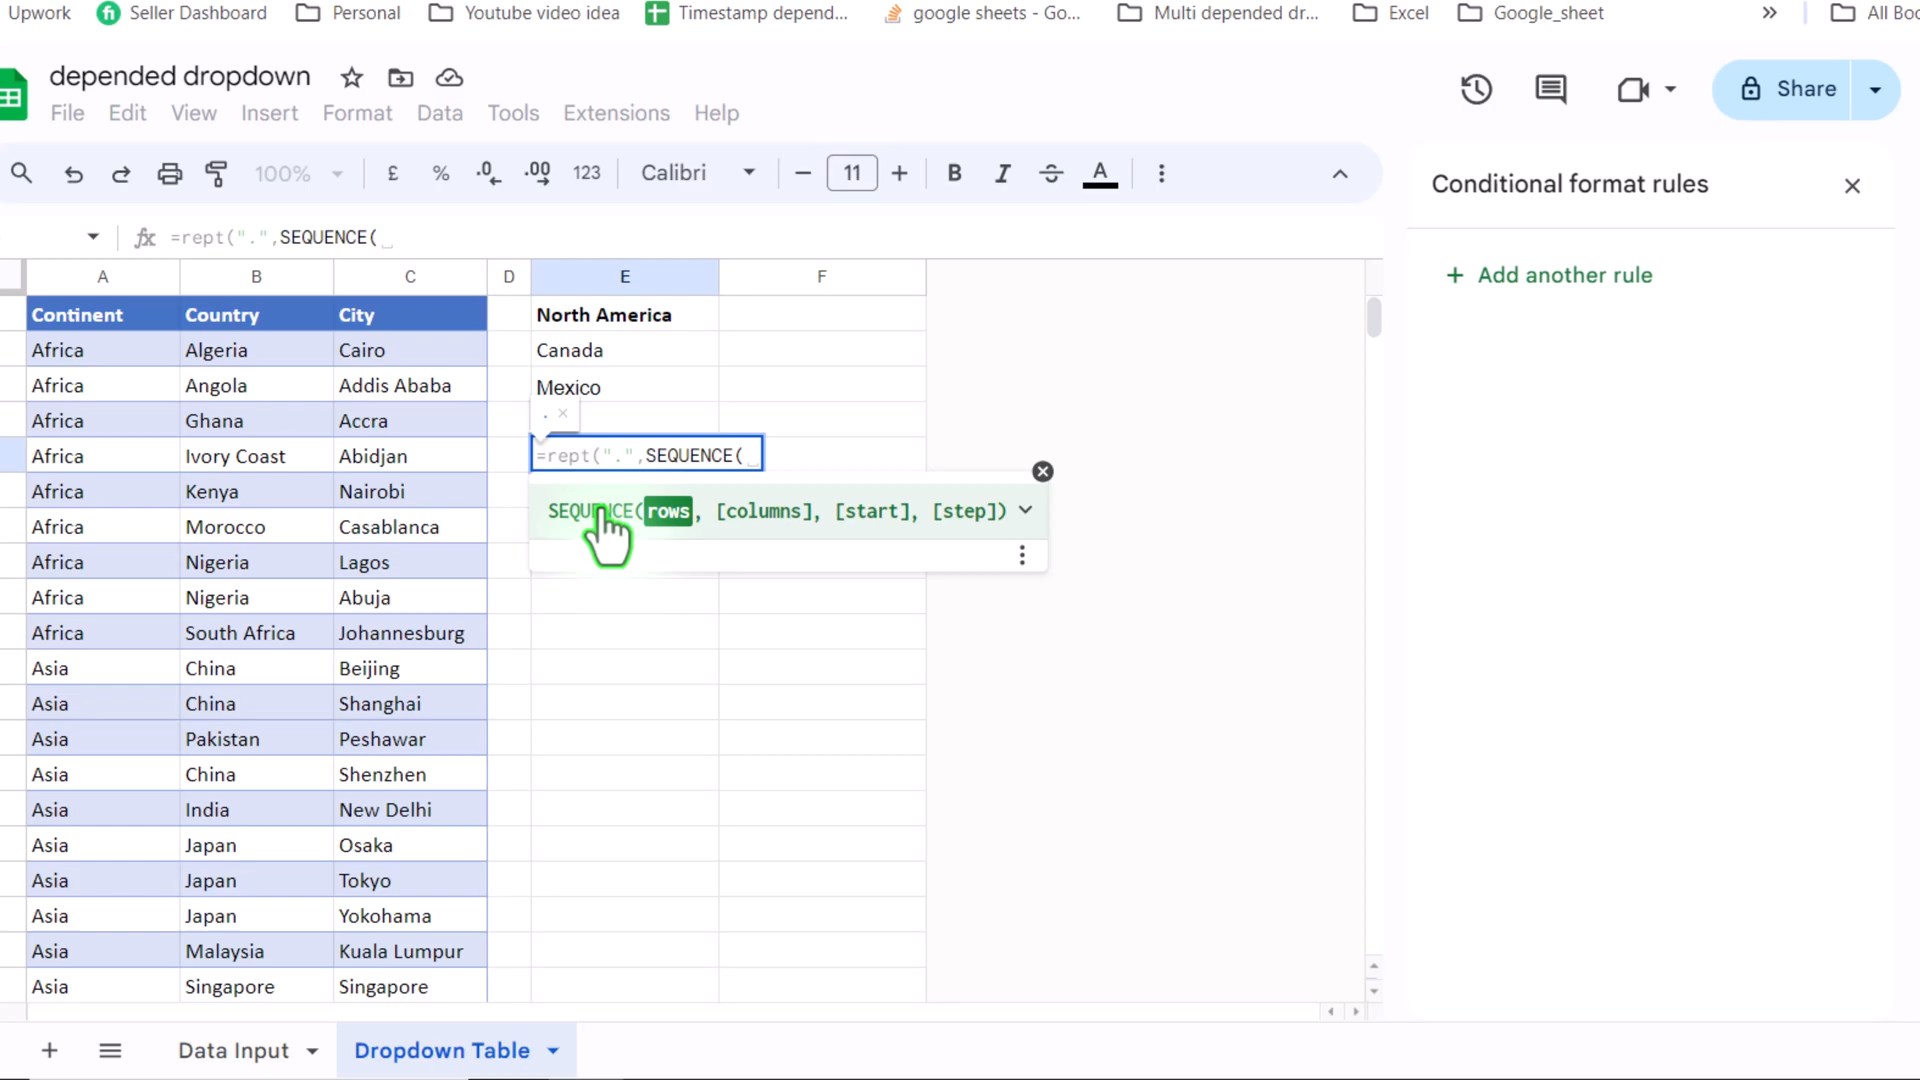 Upwork Seller Dashboard Personal Youtube video idea Timestamp depend... google sheets - Go... Multi depended dr... Excel Google_sheet » All Boo
depended dropdown
File Edit View Insert Format Data Tools Extensions Help
Share
100% £ % .0 .00 123 Calibri 11 B I S A
Conditional format rules
fx =rept(".",SEQUENCE(
+ Add another rule
A B C D E F
Continent Country City North America
Africa Algeria Cairo Canada
Africa Angola Addis Ababa Mexico
Africa Ghana Accra . ×
Africa Ivory Coast Abidjan =rept(".",SEQUENCE(
Africa Kenya Nairobi SEQUENCE(rows, [columns], [start], [step])
Africa Morocco Casablanca
Africa Nigeria Lagos
Africa Nigeria Abuja
Africa South Africa Johannesburg
Asia China Beijing
Asia China Shanghai
Asia Pakistan Peshawar
Asia China Shenzhen
Asia India New Delhi
Asia Japan Osaka
Asia Japan Tokyo
Asia Japan Yokohama
Asia Malaysia Kuala Lumpur
Asia Singapore Singapore
Data Input Dropdown Table